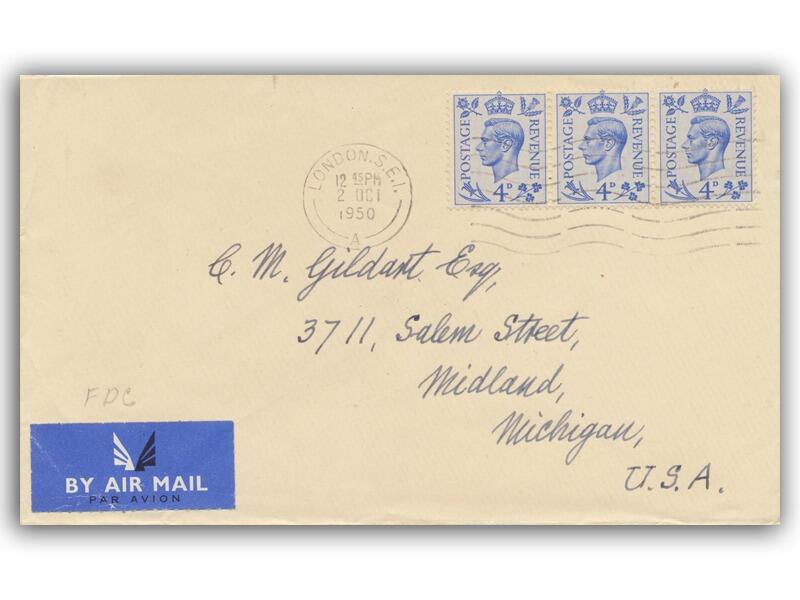 POSTAGE REVENUE 4D
POSTAGE REVENUE 4D
POSTAGE REVENUE 4D
LONDON.S.E.1.
12 45PM
2 OCT
1950
A
C. M. Gildart Esq,
3711, Salem Street,
Midland,
Michigan,
U.S.A.
FDC
BY AIR MAIL
PAR AVION